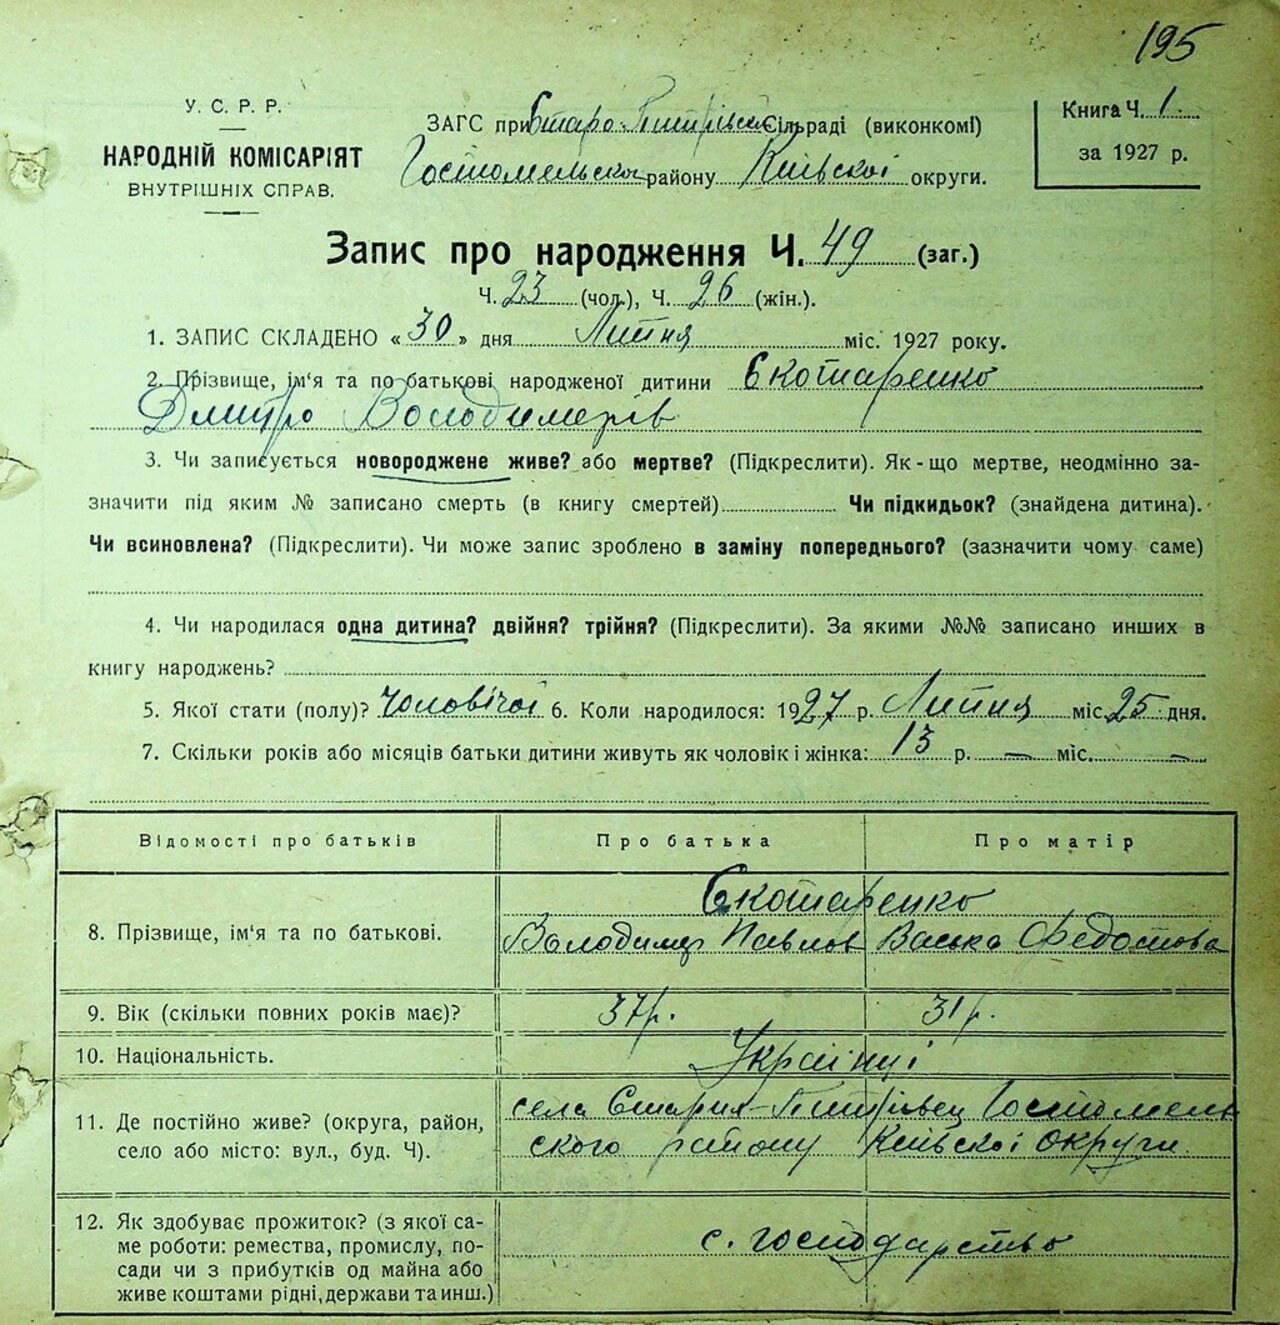 195
У. С. Р. Р.
НАРОДНІЙ КОМІСАРІЯТ
ВНУТРІШНІХ СПРАВ.
ЗАГС при Старо-Петрівській Сільраді (виконкомі)
Гостомельского району Київської округи.
Книга Ч. 1
за 1927 р.
Запис про народження Ч. 49 (заг.)
Ч. 23 (чол.), Ч. 26 (жін.).
1. ЗАПИС СКЛАДЕНО « 30 » дня Липня міс. 1927 року.
2. Прізвище, ім'я та по батькові народженої дитини Скотаренко
Дмитро Володимерів
3. Чи записується новороджене живе? або мертве? (Підкреслити). Як-що мертве, неодмінно за-
значити під яким № записано смерть (в книгу смертей) Чи підкидьок? (знайдена дитина).
Чи всиновлена? (Підкреслити). Чи може запис зроблено в заміну попереднього? (зазначити чому саме)
4. Чи народилася одна дитина? двійня? трійня? (Підкреслити). За якими №№ записано инших в
книгу народжень?
5. Якої стати (полу)? Чоловічої 6. Коли народилося: 1927 р. Липня міс. 25 дня.
7. Скільки років або місяців батьки дитини живуть як чоловік і жінка: 13 р. — міс. —
Відомості про батьків Про батька Про матір
8. Прізвище, ім'я та по батькові. Скотаренко
Володимер Павлов Васька Федотова
9. Вік (скільки повних років має)? 37 р. 31 р.
10. Національність. Українці
11. Де постійно живе? (округа, район,
село або місто: вул., буд. Ч).
села Старих-Петрівец Гостомель
ского району Київської округи
12. Як здобуває прожиток? (з якої са-
ме роботи: ремества, промислу, по-
сади чи з прибутків од майна або
живе коштами рідні, держави та инш.)
с. господарство